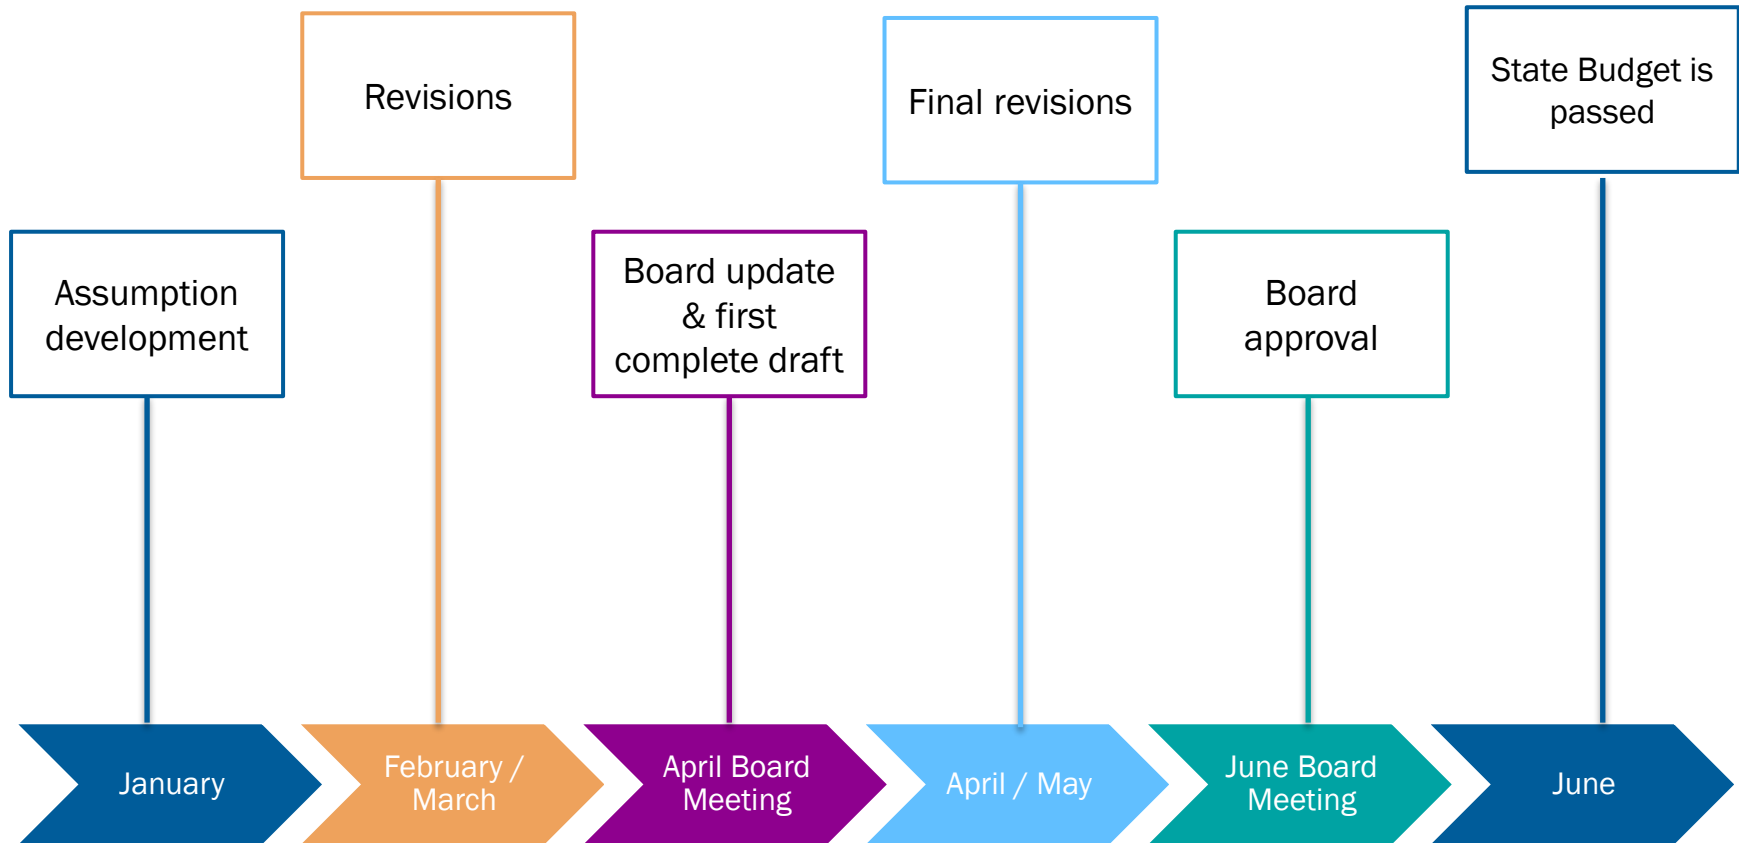 Revisions
Final revisions
State Budget is
passed
Assumption
development
Board update
& first
complete draft
Board
approval
January
February /
March
April Board
Meeting
April / May
June Board
Meeting
June